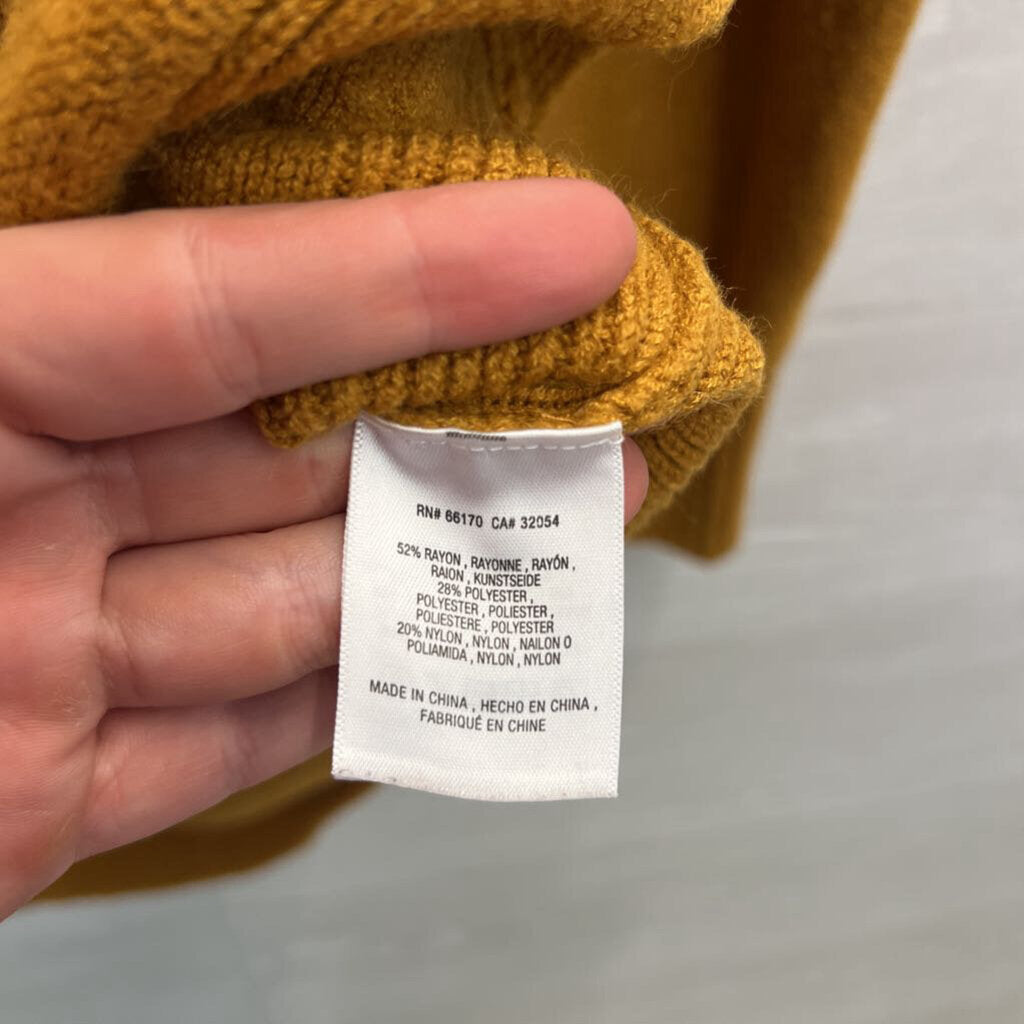 RN# 66170 CA# 32054
52% RAYON , RAYONNE , RAYÓN ,
RAION , KUNSTSEIDE
28% POLYESTER ,
POLYESTER , POLIESTER ,
POLIESTERE , POLYESTER
20% NYLON , NYLON , NAILON O
POLIAMIDA , NYLON , NYLON
MADE IN CHINA , HECHO EN CHINA ,
FABRIQUÉ EN CHINE